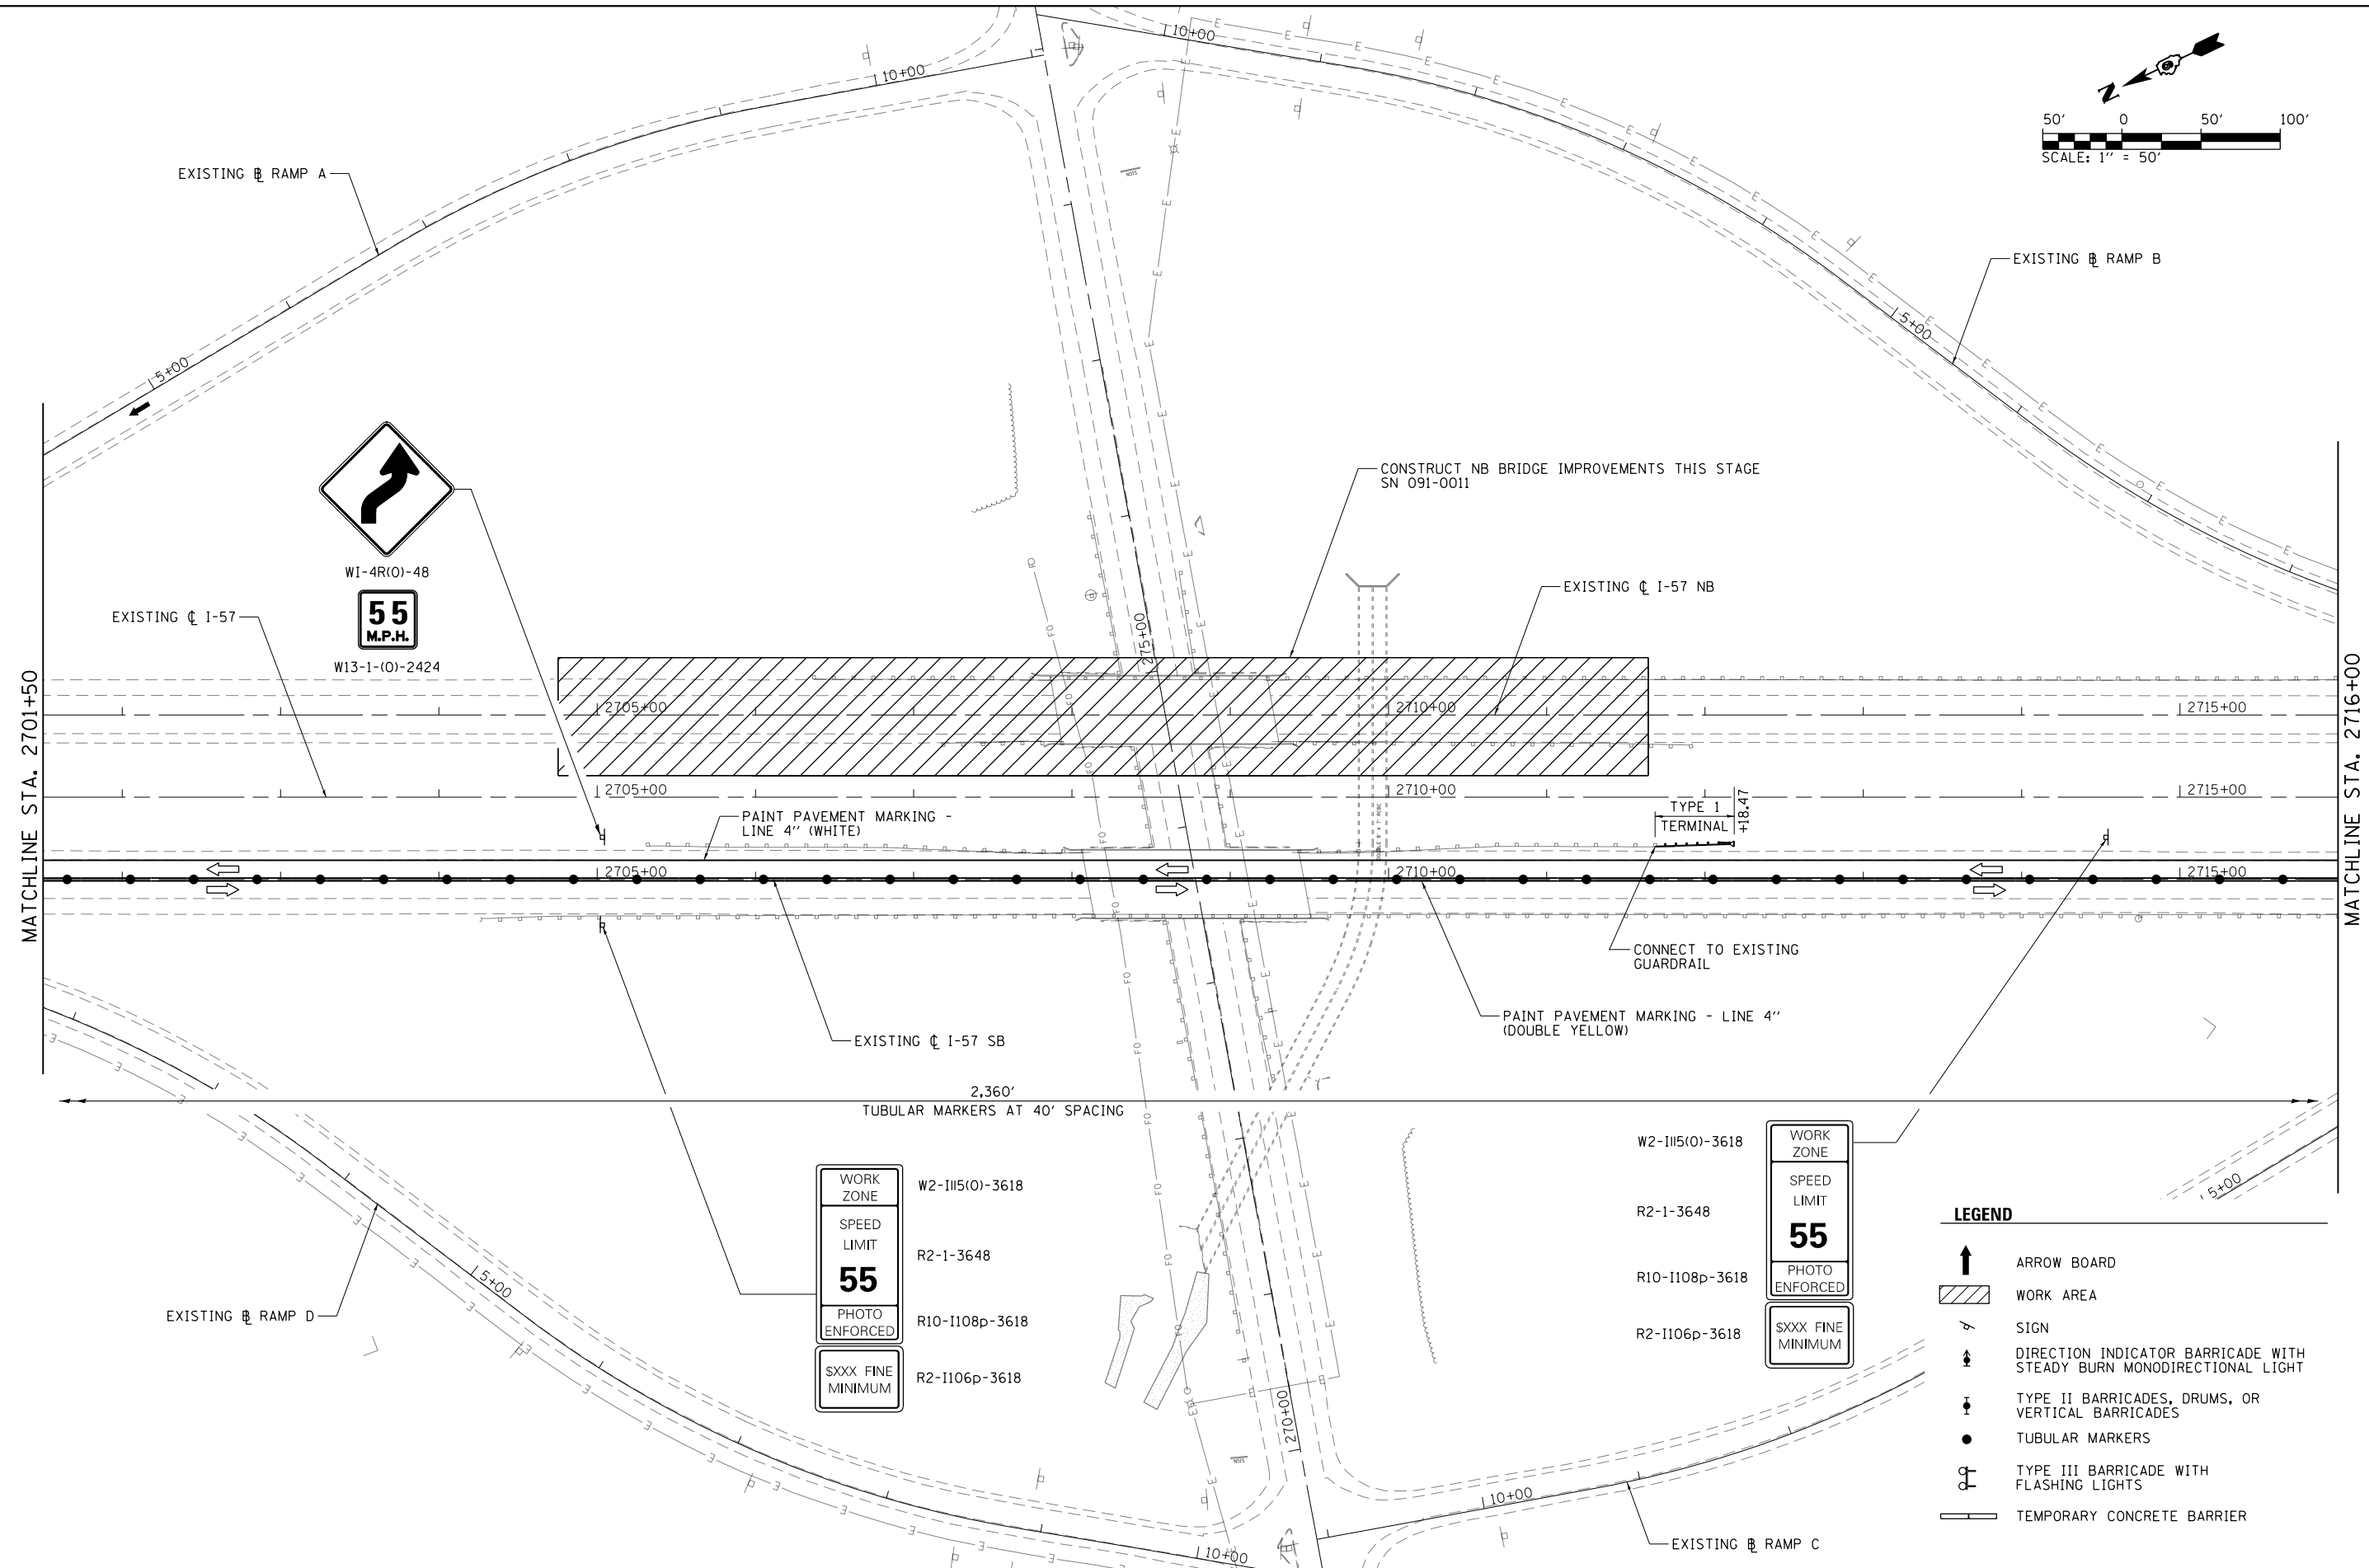 10+00
10+00
N
50' 0 50' 100'
SCALE: 1'' = 50'
EXISTING ℄ RAMP A
EXISTING ℄ RAMP B
5+00
5+00
WI-4R(O)-48
55
M.P.H.
W13-1-(O)-2424
EXISTING ℄ I-57
CONSTRUCT NB BRIDGE IMPROVEMENTS THIS STAGE
SN 091-0011
EXISTING ℄ I-57 NB
275+00
MATCHLINE STA. 2701+50
MATCHLINE STA. 2716+00
2705+00
2710+00
2715+00
2705+00
2710+00
2715+00
PAINT PAVEMENT MARKING -
LINE 4'' (WHITE)
TYPE 1
TERMINAL
+18.47
2705+00
2710+00
2715+00
CONNECT TO EXISTING
GUARDRAIL
PAINT PAVEMENT MARKING - LINE 4''
(DOUBLE YELLOW)
EXISTING ℄ I-57 SB
2,360'
TUBULAR MARKERS AT 40' SPACING
WORK
ZONE
SPEED
LIMIT
55
PHOTO
ENFORCED
$XXX FINE
MINIMUM
W2-I115(O)-3618
R2-1-3648
R10-I108p-3618
R2-I106p-3618
W2-I115(O)-3618
R2-1-3648
R10-I108p-3618
R2-I106p-3618
WORK
ZONE
SPEED
LIMIT
55
PHOTO
ENFORCED
$XXX FINE
MINIMUM
5+00
5+00
EXISTING ℄ RAMP D
270+00
10+00
10+00
EXISTING ℄ RAMP C
LEGEND
ARROW BOARD
WORK AREA
SIGN
DIRECTION INDICATOR BARRICADE WITH
STEADY BURN MONODIRECTIONAL LIGHT
TYPE II BARRICADES, DRUMS, OR
VERTICAL BARRICADES
TUBULAR MARKERS
TYPE III BARRICADE WITH
FLASHING LIGHTS
TEMPORARY CONCRETE BARRIER